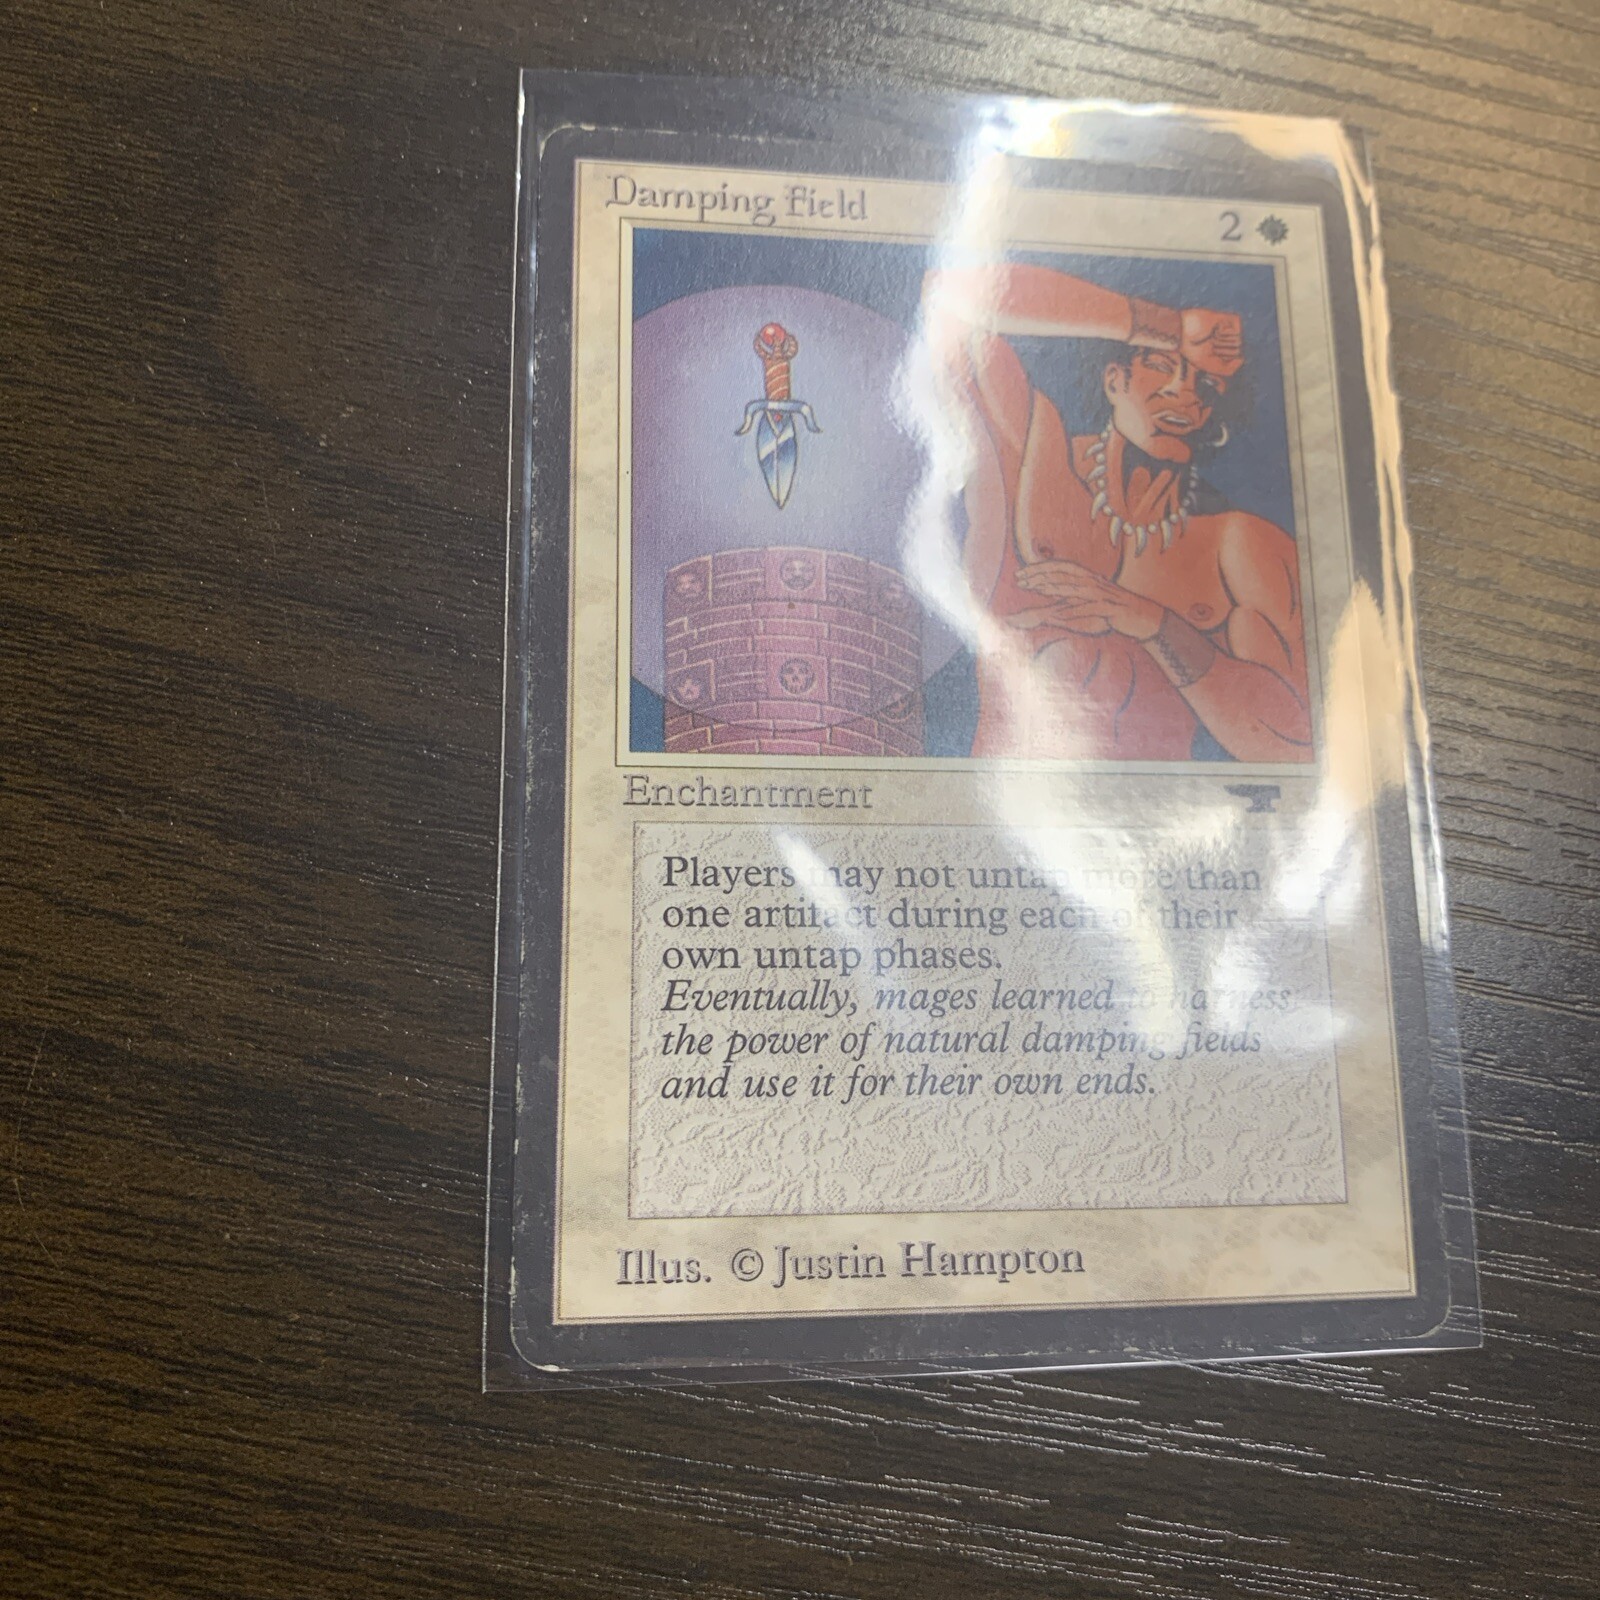 Damping Field
2
Enchantment
Players may not untap more than
one artifact during each of their
own untap phases.
Eventually, mages learned to harness
the power of natural damping fields
and use it for their own ends.
Illus. © Justin Hampton